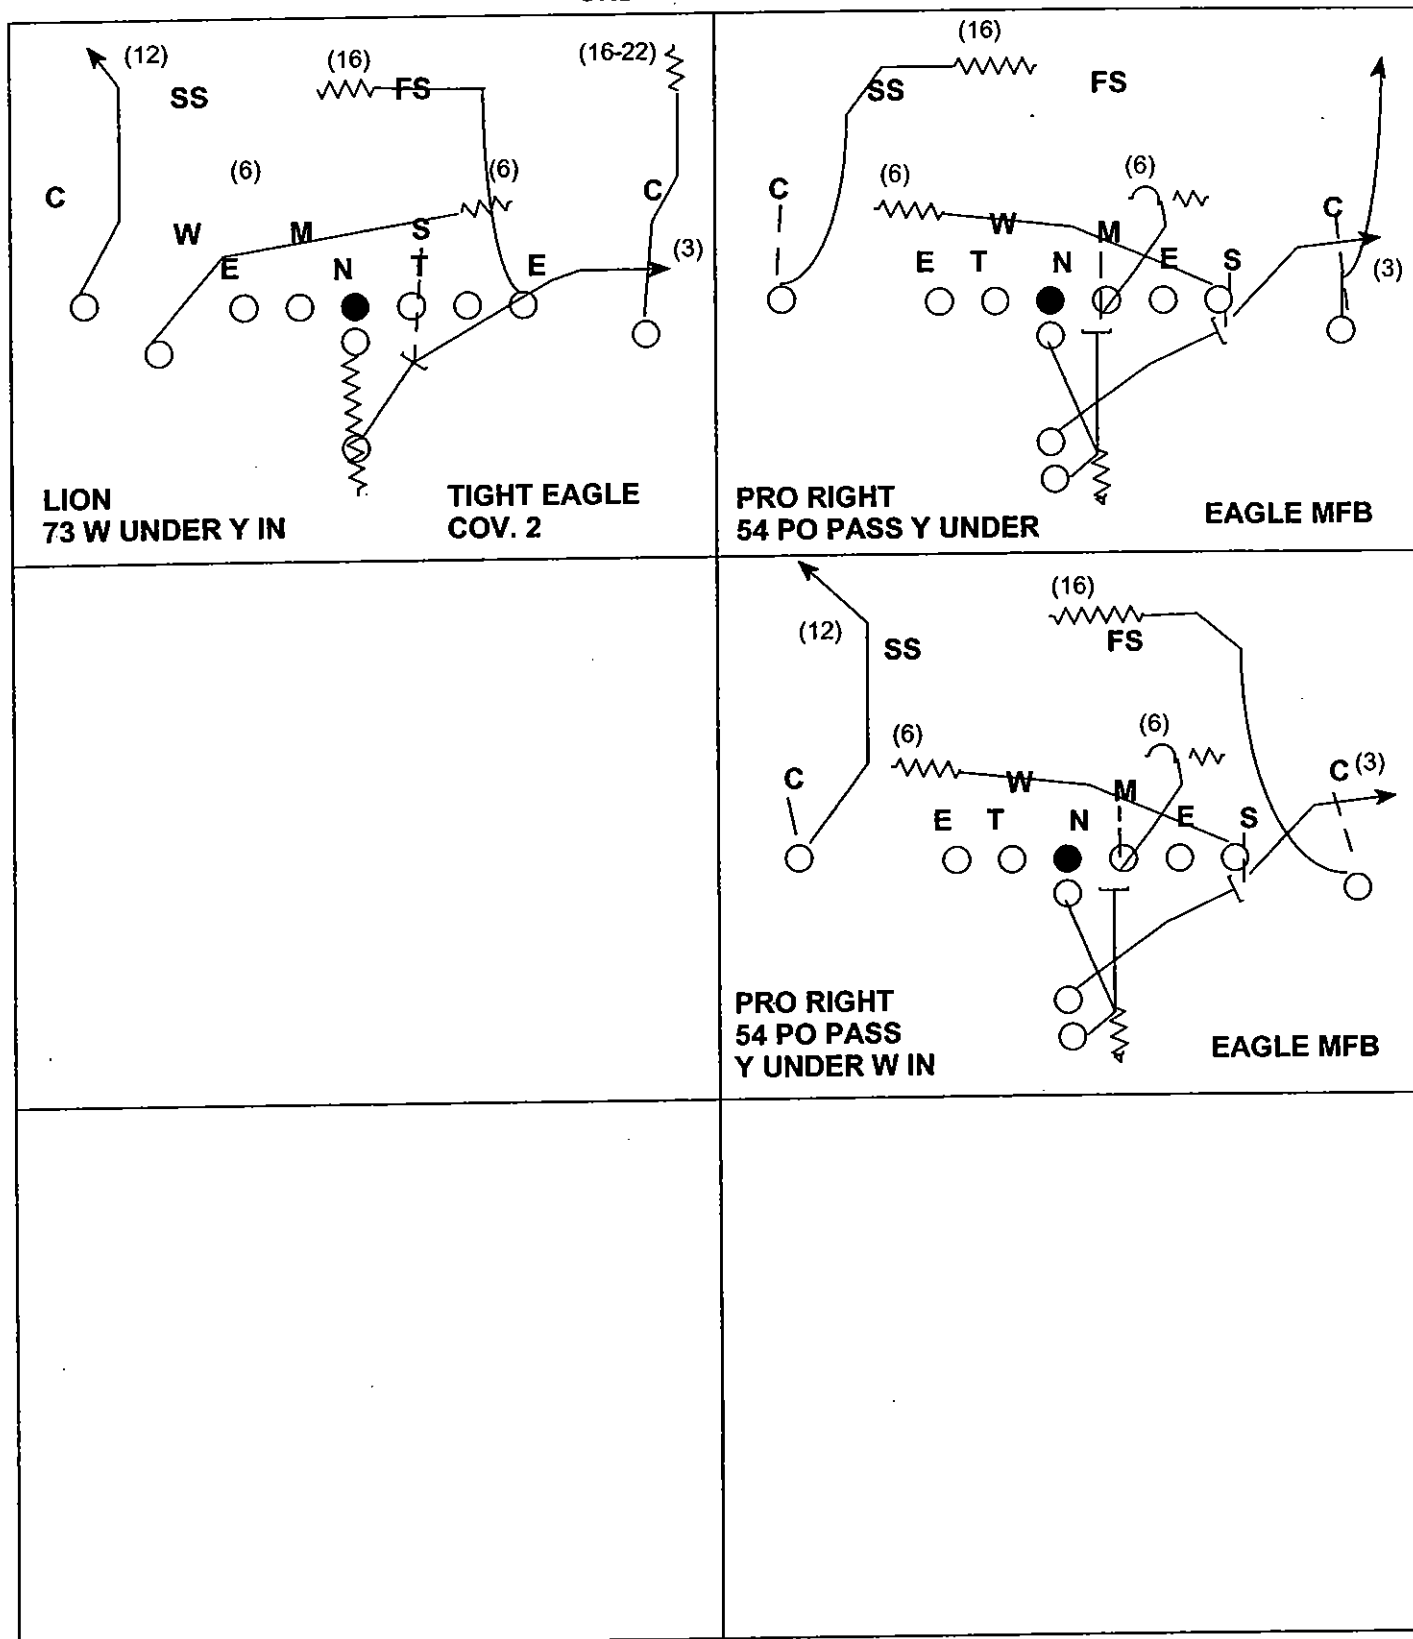 (12) (16) (16-22)
SS FS
(6) (6)
C C
W M S
E N T E (3)
LION TIGHT EAGLE
73 W UNDER Y IN COV. 2
(16)
SS FS
(6) (6)
C C
W M
E T N E S (3)
PRO RIGHT
54 PO PASS Y UNDER EAGLE MFB
(16)
(12) SS FS
(6) (6)
C W M C (3)
E T N E S
PRO RIGHT
54 PO PASS
Y UNDER W IN EAGLE MFB